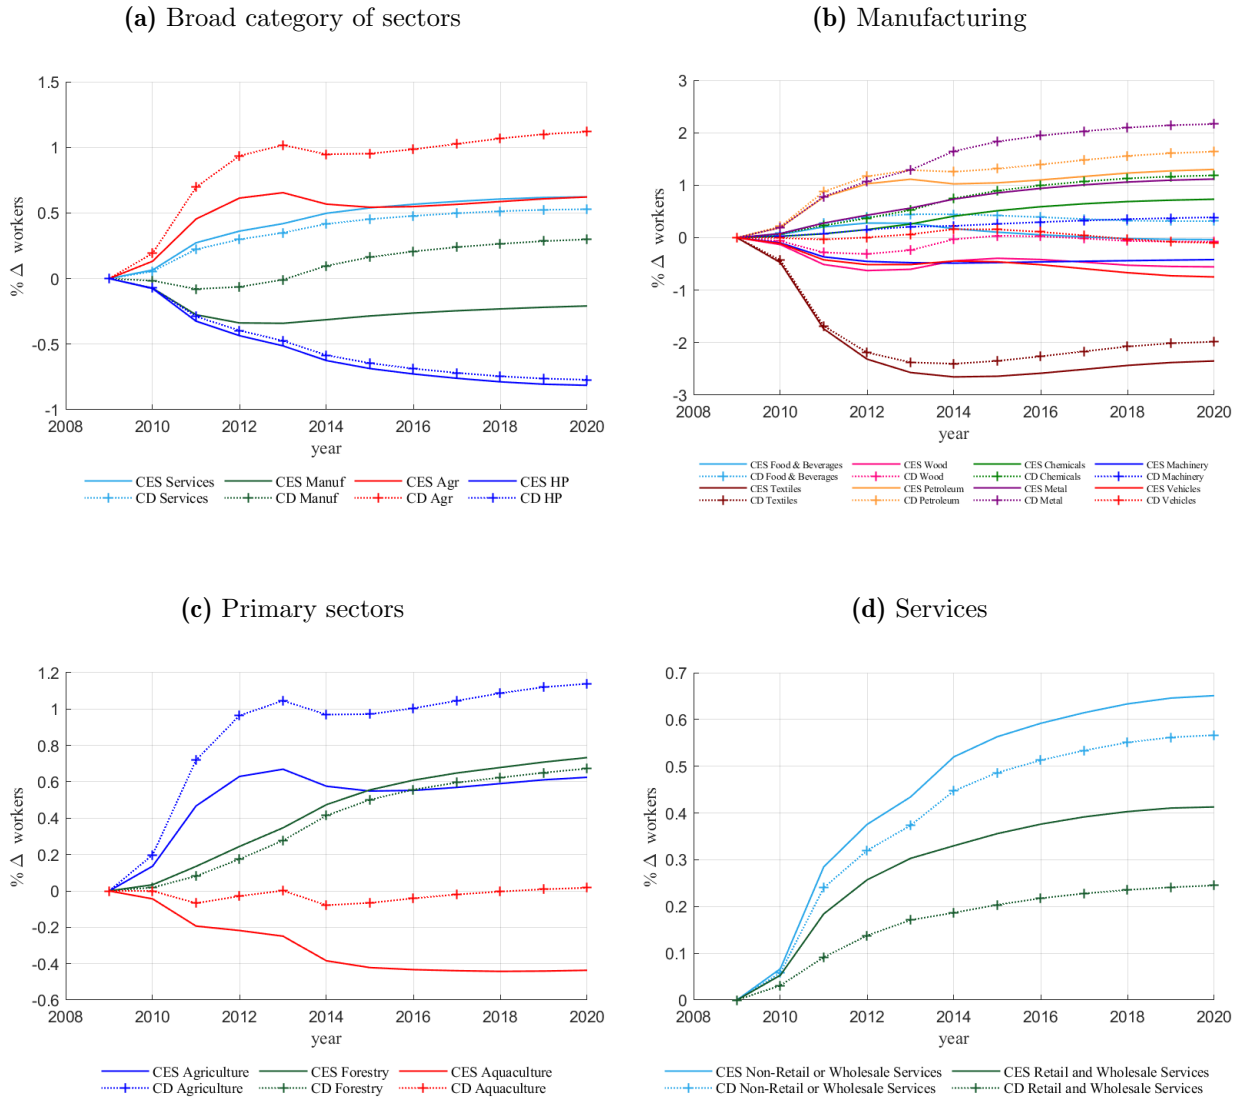 (a) Broad category of sectors
1.5
1
0.5
0
-0.5
-1
% Δ workers
2008 2010 2012 2014 2016 2018 2020
year
CES Services CES Manuf CES Agr CES HP
CD Services CD Manuf CD Agr CD HP
(b) Manufacturing
3
2
1
0
-1
-2
-3
% Δ workers
2008 2010 2012 2014 2016 2018 2020
year
CES Food & Beverages CES Wood CES Chemicals CES Machinery
CD Food & Beverages CD Wood CD Chemicals CD Machinery
CES Textiles CES Petroleum CES Metal CES Vehicles
CD Textiles CD Petroleum CD Metal CD Vehicles
(c) Primary sectors
1.2
1
0.8
0.6
0.4
0.2
0
-0.2
-0.4
-0.6
% Δ workers
2008 2010 2012 2014 2016 2018 2020
year
CES Agriculture CES Forestry CES Aquaculture
CD Agriculture CD Forestry CD Aquaculture
(d) Services
0.7
0.6
0.5
0.4
0.3
0.2
0.1
0
% Δ workers
2008 2010 2012 2014 2016 2018 2020
year
CES Non-Retail or Wholesale Services CES Retail and Wholesale Services
CD Non-Retail or Wholesale Services CD Retail and Wholesale Services